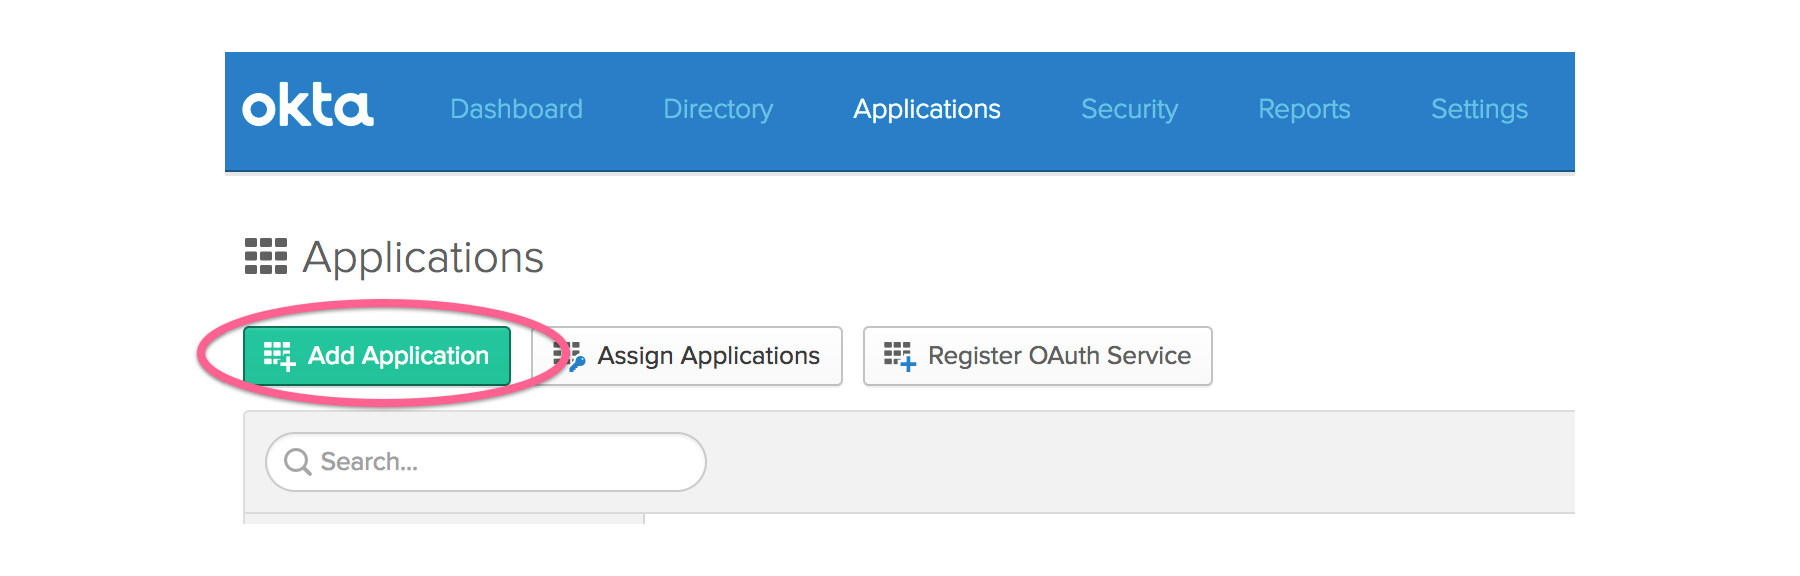 okta Dashboard Directory Applications Security Reports Settings
Applications
Add Application Assign Applications Register OAuth Service
Search...